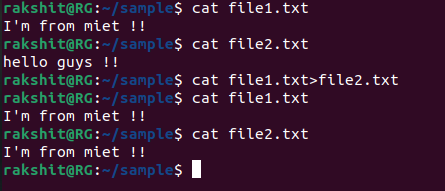 rakshit@RG:~/sample$ cat file1.txt
I'm from miet !!
rakshit@RG:~/sample$ cat file2.txt
hello guys !!
rakshit@RG:~/sample$ cat file1.txt>file2.txt
rakshit@RG:~/sample$ cat file1.txt
I'm from miet !!
rakshit@RG:~/sample$ cat file2.txt
I'm from miet !!
rakshit@RG:~/sample$